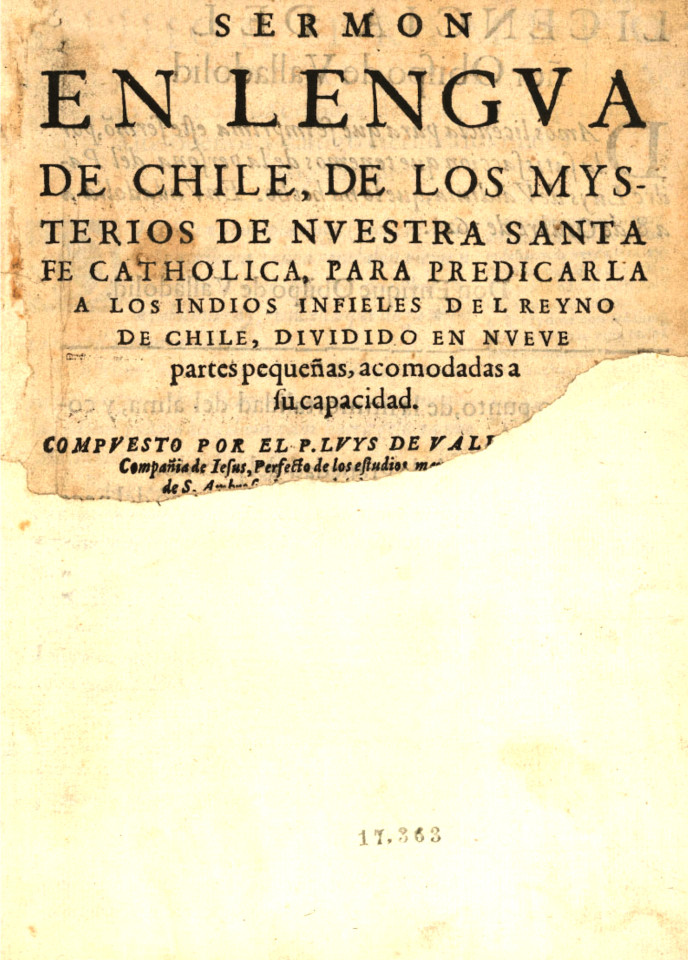 SERMON
EN LENGVA
DE CHILE, DE LOS MYS-
TERIOS DE NVESTRA SANTA
FE CATHOLICA, PARA PREDICARLA
A LOS INDIOS INFIELES DEL REYNO
DE CHILE, DIVIDIDO EN NVEVE
partes pequeñas, acomodadas a
ſu capacidad.
COMPVESTO POR EL P. LVYS DE VAL
Compañia de Ieſus, Perfecto de los eſtudios
de S.
17,363